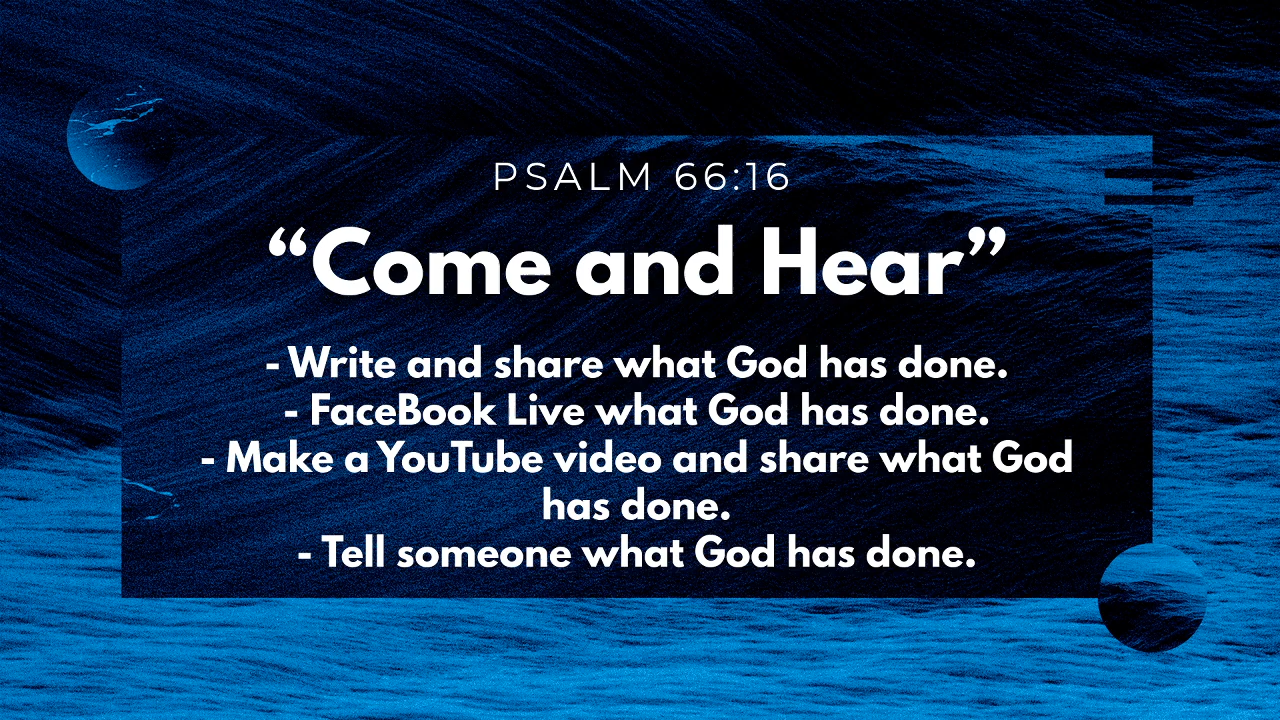 PSALM 66:16
“Come and Hear”
- Write and share what God has done.
- FaceBook Live what God has done.
- Make a YouTube video and share what God
has done.
- Tell someone what God has done.